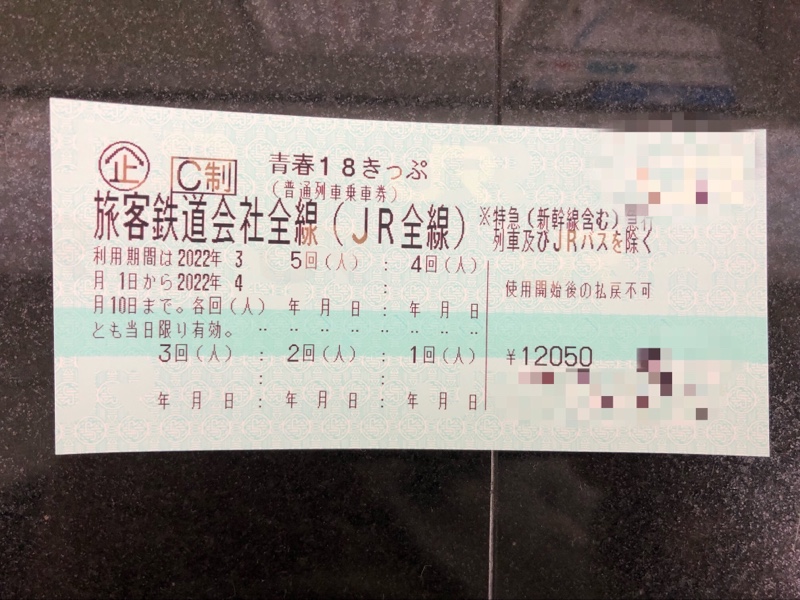 企 C制 青春18きっぷ
(普通列車乗車券)
旅客鉄道会社全線(JR全線) ※特急(新幹線含む)急行
列車及びJRバスを除く
利用期間は2022年 3
月 1日から2022年 4
月10日まで。各回(人)
とも当日限り有効。
5回(人) : 4回(人)
年 月 日 : 年 月 日
使用開始後の払戻不可
3回(人) : 2回(人) : 1回(人)
年 月 日 : 年 月 日 : 年 月 日
¥12050